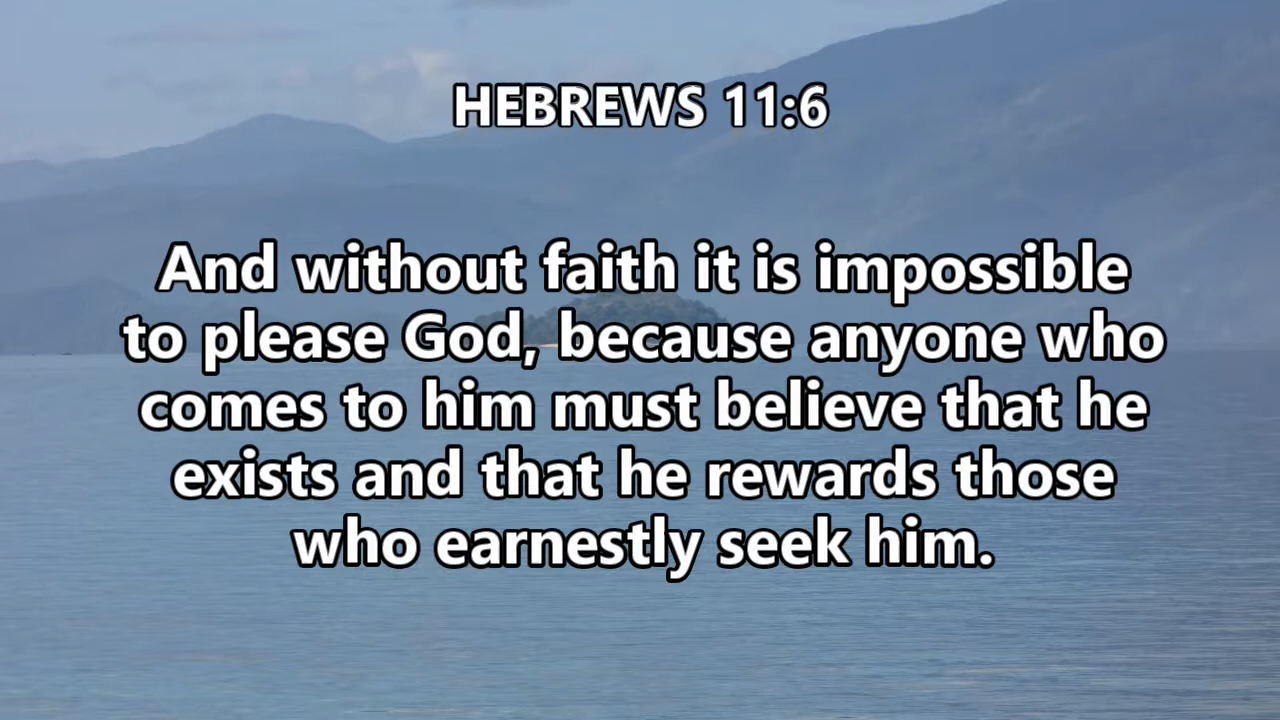 HEBREWS 11:6
And without faith it is impossible
to please God, because anyone who
comes to him must believe that he
exists and that he rewards those
who earnestly seek him.